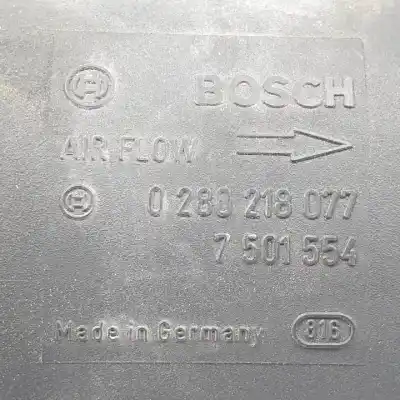 BOSCH
AIR FLOW
0 280 218 077
7 501 554
Made in Germany 816